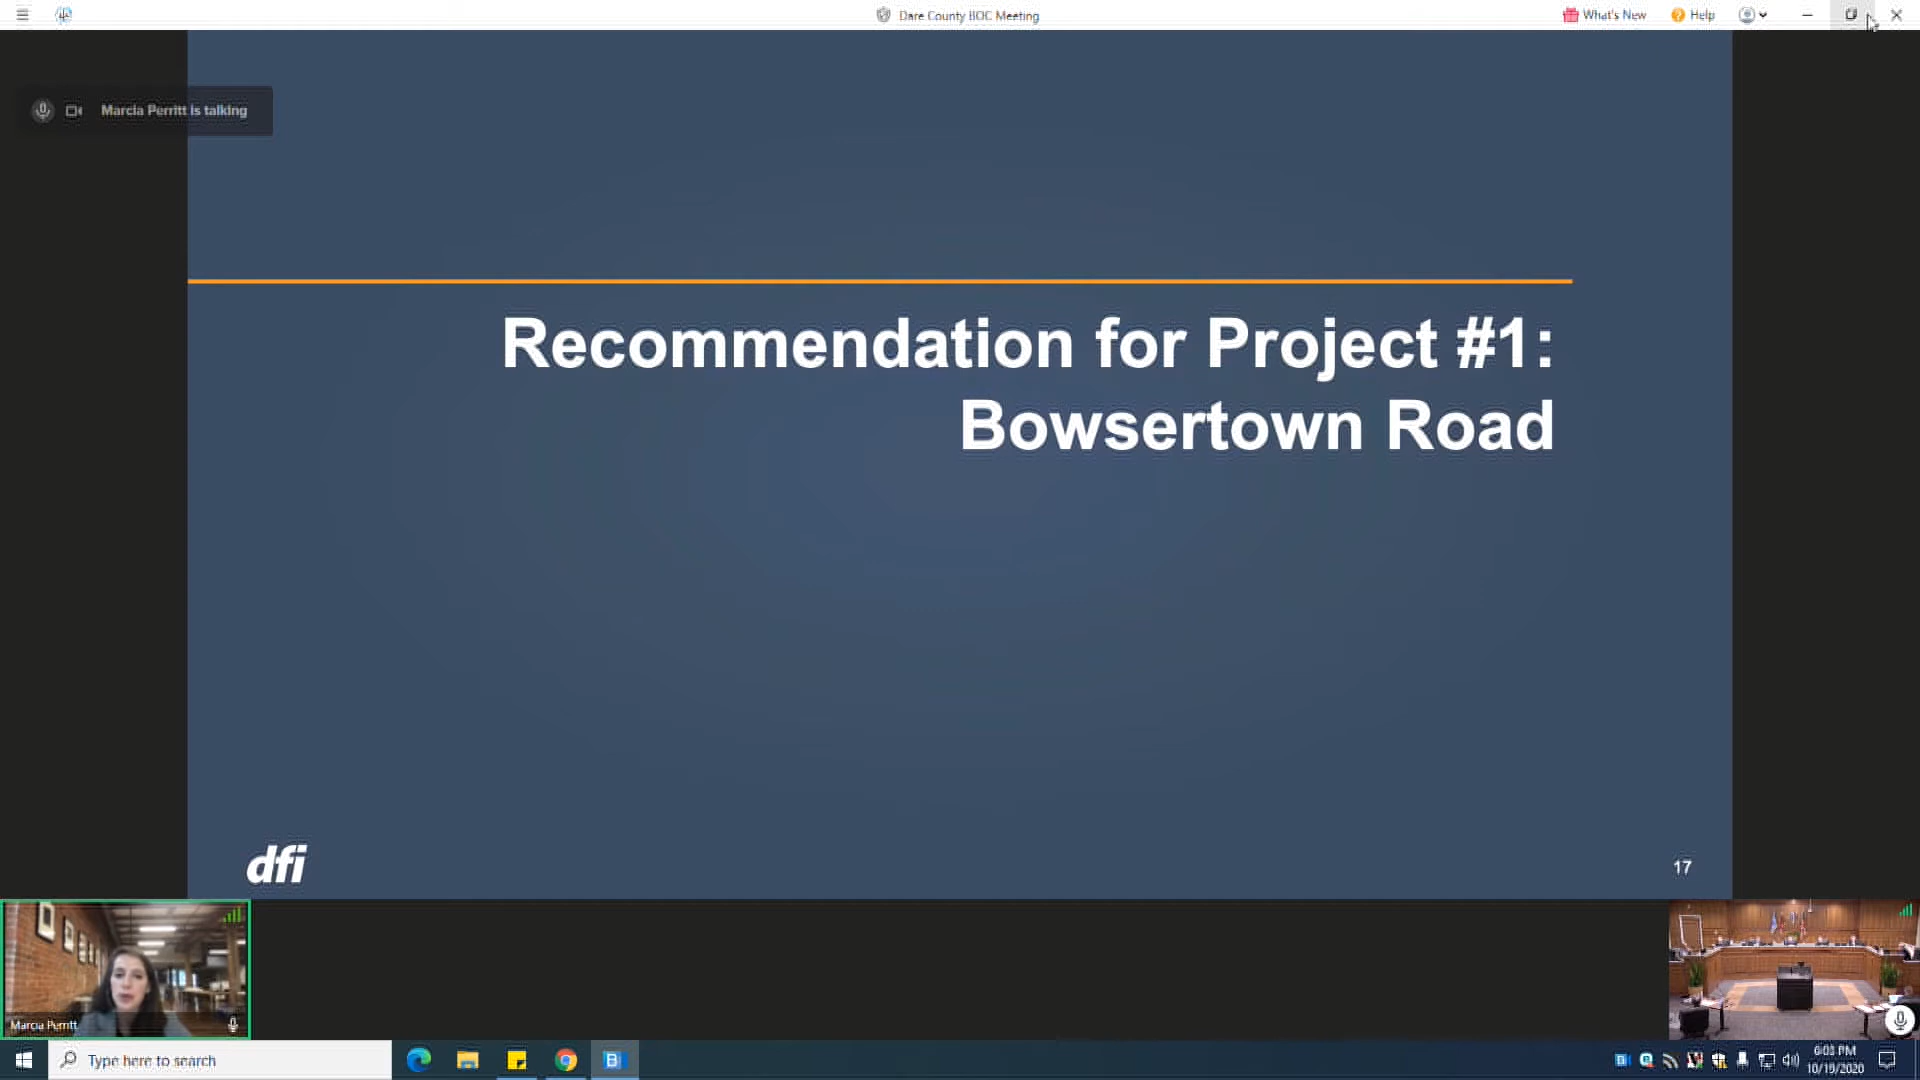 Dare County BOC Meeting
What's New
Help
Marcia Perritt is talking
Recommendation for Project #1:
Bowsertown Road
dfi
17
Marcia Perritt
Type here to search
6:03 PM
10/19/2020